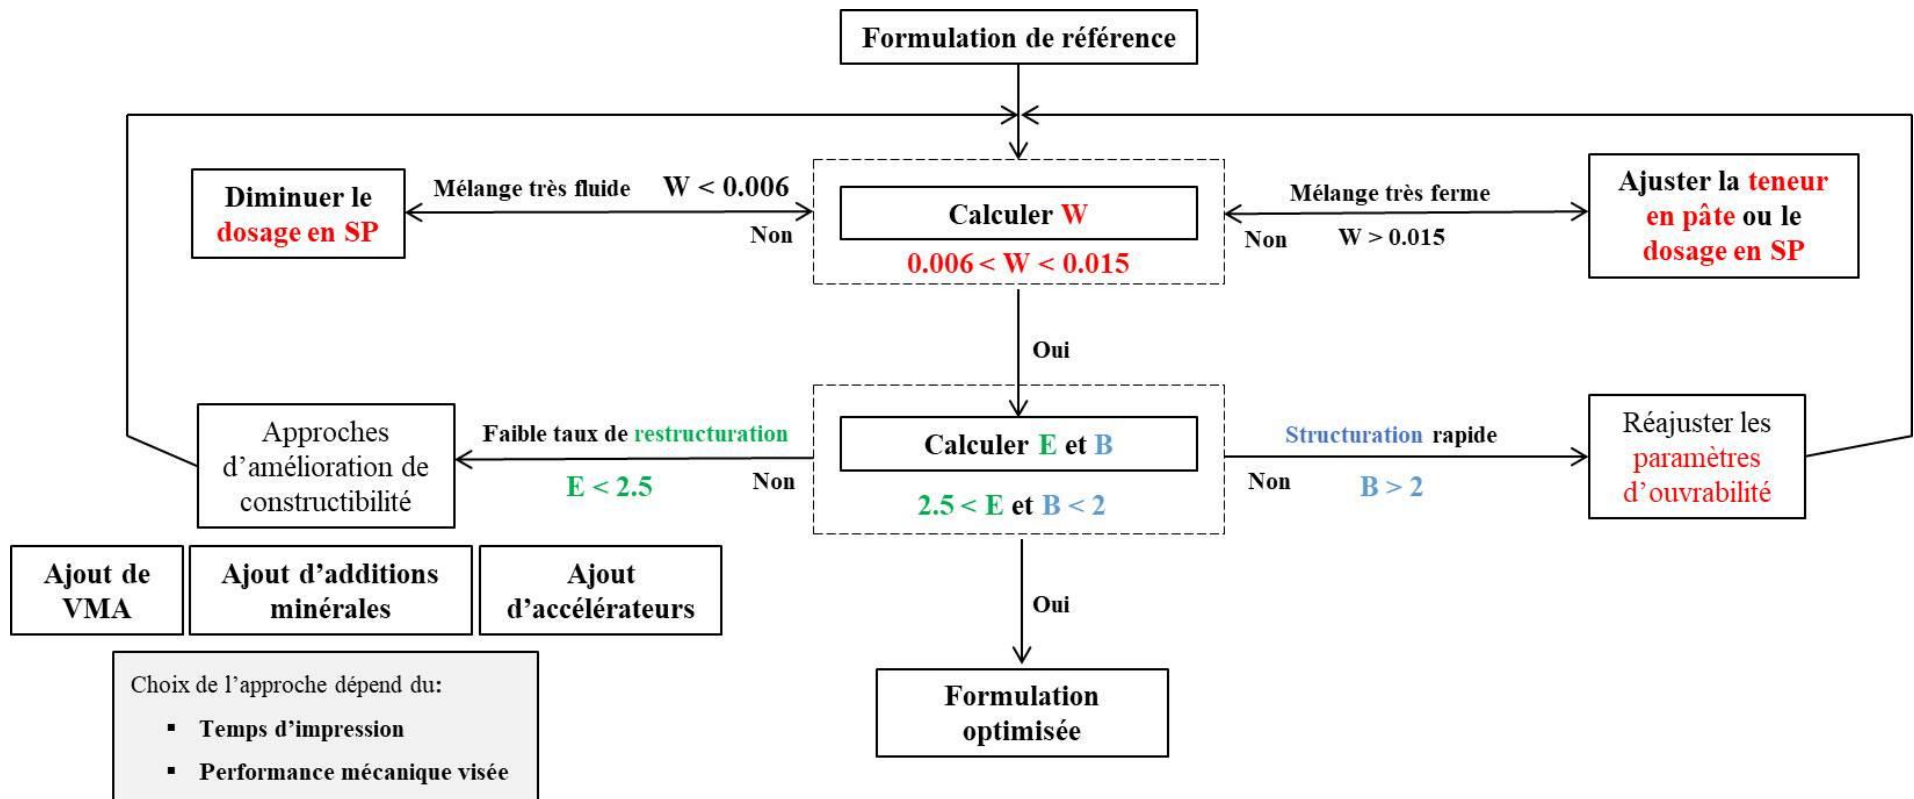 Formulation de référence
Diminuer le
dosage en SP
Mélange très fluide W < 0.006
Non
Calculer W
0.006 < W < 0.015
Mélange très ferme
Non W > 0.015
Ajuster la teneur
en pâte ou le
dosage en SP
Oui
Approches
d’amélioration de
constructibilité
Faible taux de restructuration
E < 2.5 Non
Calculer E et B
2.5 < E et B < 2
Structuration rapide
Non B > 2
Réajuster les
paramètres
d’ouvrabilité
Ajout de
VMA
Ajout d’additions
minérales
Ajout
d’accélérateurs
Oui
Choix de l’approche dépend du:
▪ Temps d’impression
▪ Performance mécanique visée
Formulation
optimisée